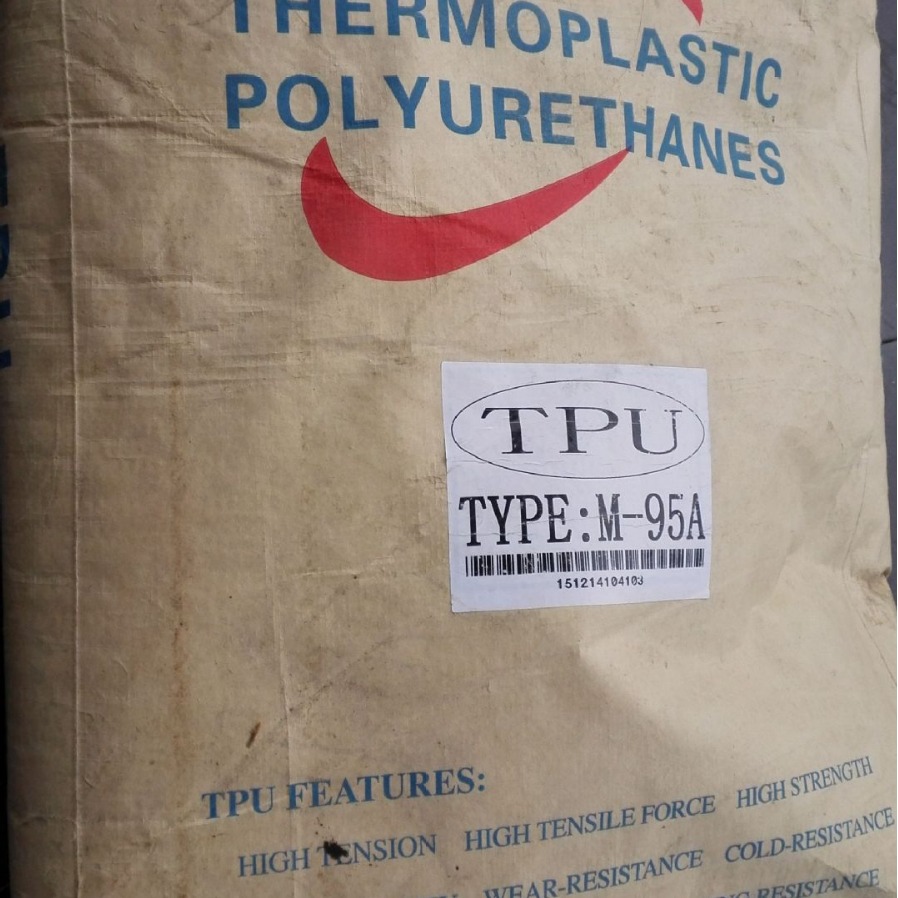 THERMOPLASTIC
POLYURETHANES
TPU
TYPE:M-95A
151214104103
TPU FEATURES:
HIGH TENSION HIGH TENSILE FORCE HIGH STRENGTH
WEAR-RESISTANCE COLD-RESISTANCE
RESISTANCE